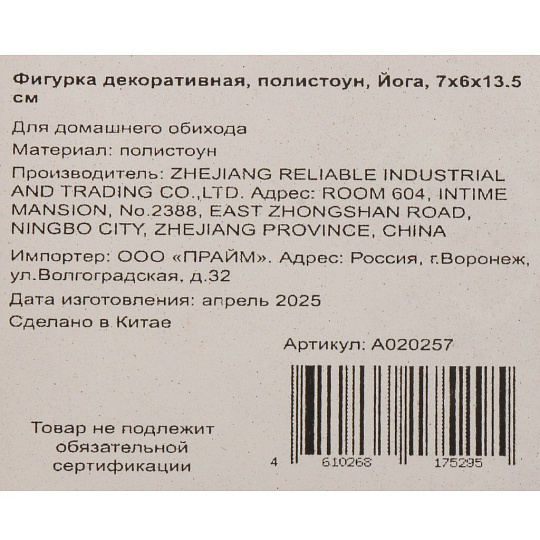 Фигурка декоративная, полистоун, Йога, 7х6х13.5
см
Для домашнего обихода
Материал: полистоун
Производитель: ZHEJIANG RELIABLE INDUSTRIAL
AND TRADING CO.,LTD. Адрес: ROOM 604, INTIME
MANSION, No.2388, EAST ZHONGSHAN ROAD,
NINGBO CITY, ZHEJIANG PROVINCE, CHINA
Импортер: ООО «ПРАЙМ». Адрес: Россия, г.Воронеж,
ул.Волгоградская, д.32
Дата изготовления: апрель 2025
Сделано в Китае
Артикул: A020257
Товар не подлежит
обязательной
сертификации
4 610268 175295